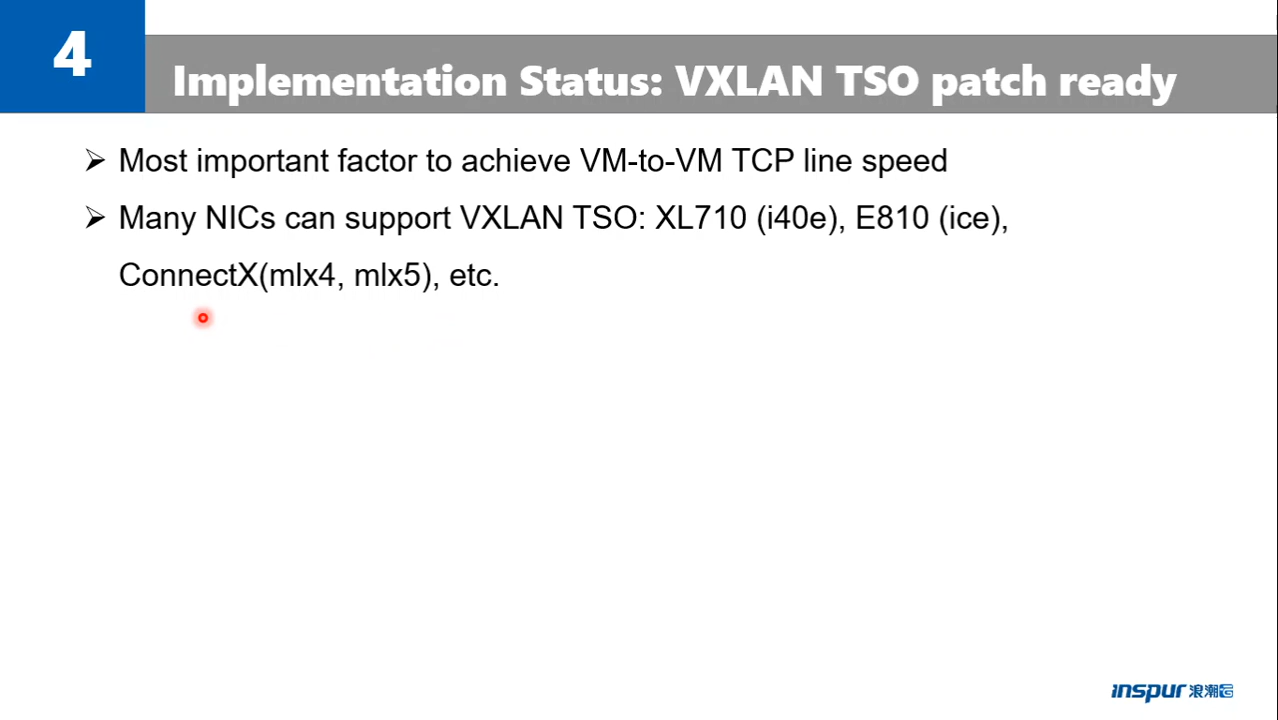 4
Implementation Status: VXLAN TSO patch ready
➢ Most important factor to achieve VM-to-VM TCP line speed
➢ Many NICs can support VXLAN TSO: XL710 (i40e), E810 (ice),
ConnectX(mlx4, mlx5), etc.
inspur 浪潮云